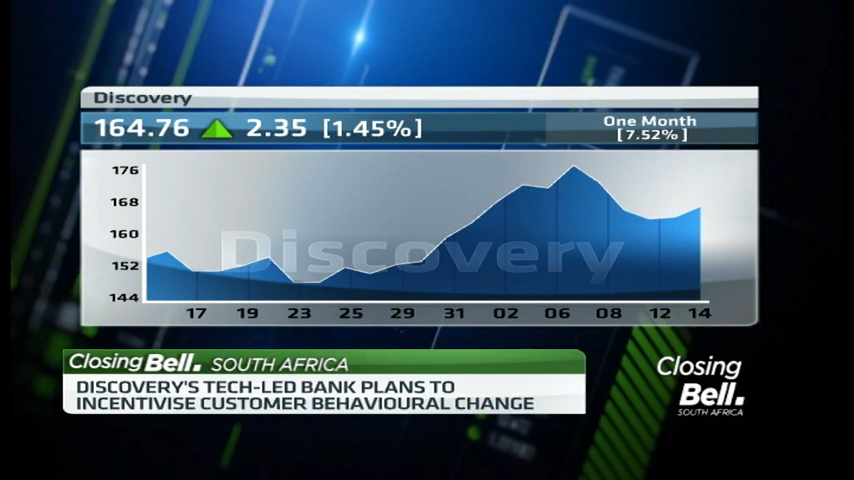 Discovery
164.76 2.35 [1.45%]
One Month
[7.52%]
Discovery
176
168
160
152
144
17 19 23 25 29 31 02 06 08 12 14
Closing Bell. SOUTH AFRICA
DISCOVERY'S TECH-LED BANK PLANS TO
INCENTIVISE CUSTOMER BEHAVIOURAL CHANGE
Closing
Bell.
SOUTH AFRICA